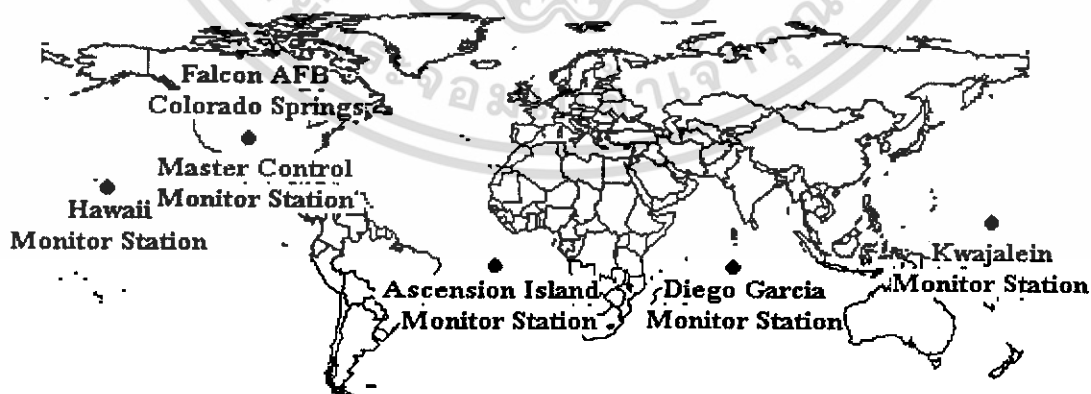 Falcon AFB
Colorado Springs
Master Control
Monitor Station
Hawaii
Monitor Station
Ascension Island
Monitor Station
Diego Garcia
Monitor Station
Kwajalein
Monitor Station